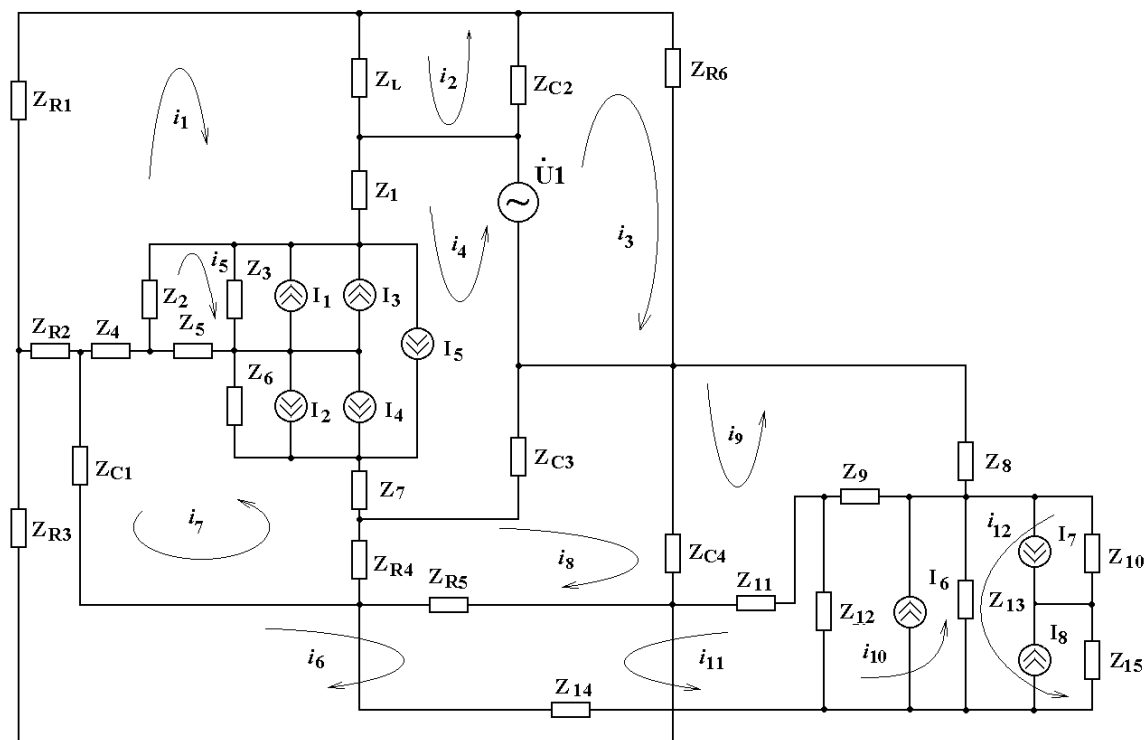 Z_L
i_2
Z_C2
Z_R6
Z_R1
i_1
U̇1
Z_1
i_4
i_3
i_5
Z_3
Z_2
I_1
I_3
Z_R2
Z_4
Z_5
I_5
Z_6
I_2
I_4
i_9
Z_C1
Z_7
Z_C3
Z_8
Z_9
Z_R3
i_7
i_12
I_7
Z_R4
i_8
Z_C4
Z_10
Z_R5
Z_11
I_6
Z_13
Z_12
I_8
i_6
i_11
i_10
Z_15
Z_14